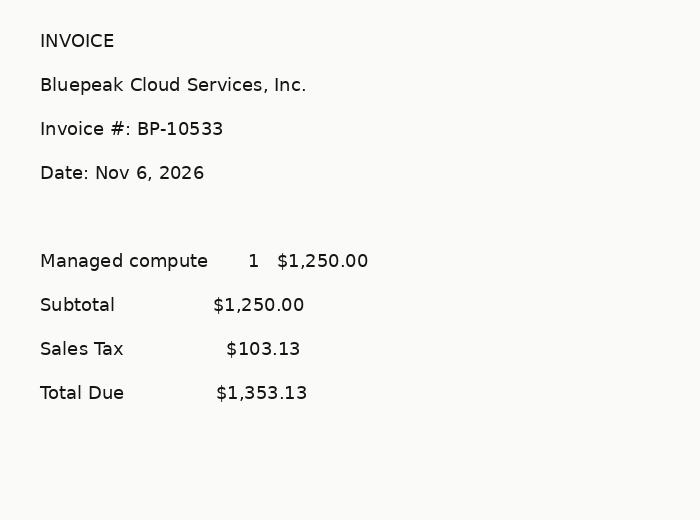 INVOICE
Bluepeak Cloud Services, Inc.
Invoice #: BP-10533
Date: Nov 6, 2026
Managed compute 1 $1,250.00
Subtotal $1,250.00
Sales Tax $103.13
Total Due $1,353.13